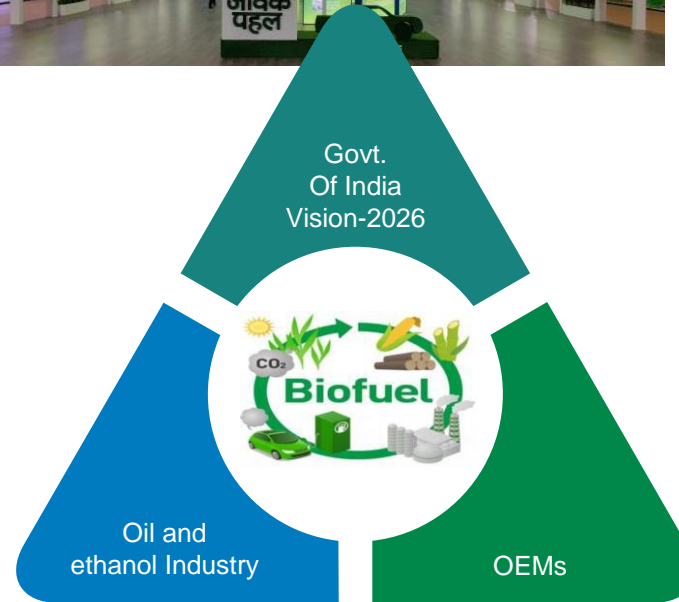 पहल
Govt.
Of India
Vision-2026
CO₂
Biofuel
Oil and
ethanol Industry
OEMs